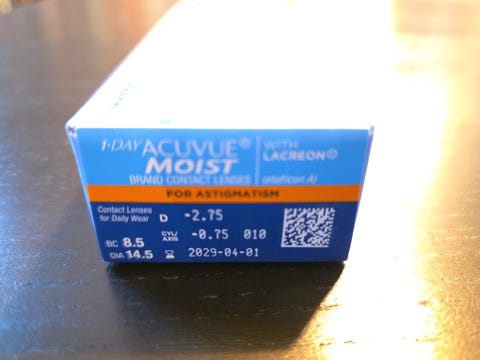 1·DAY ACUVUE® WITH
MOIST LACREON®
BRAND CONTACT LENSES
FOR ASTIGMATISM
Contact Lenses
for Daily Wear D -2.75
CYL/
AXIS -0.75 010
BC 8.5
DIA 14.5 2029-04-01